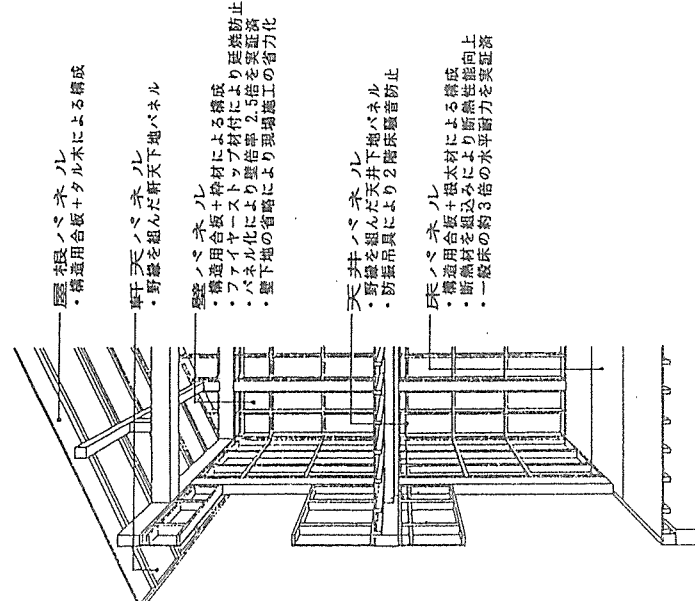 屋根パネル
・構造用合板+タル木による構成
軒天パネル
・野縁を組んだ軒天下地パネル
壁パネル
・構造用合板+枠材による構成
・ファイヤーストップ材付により延焼防止
・パネル化により壁倍率 2.5倍を実証済
・壁下地の省略により現場施工の省力化
天井パネル
・野縁を組んだ天井下地パネル
・防振吊具により2階床騒音防止
床パネル
・構造用合板+根太材による構成
・断熱材を組込みにより断熱性能向上
・一般床の約3倍の水平耐力を実証済